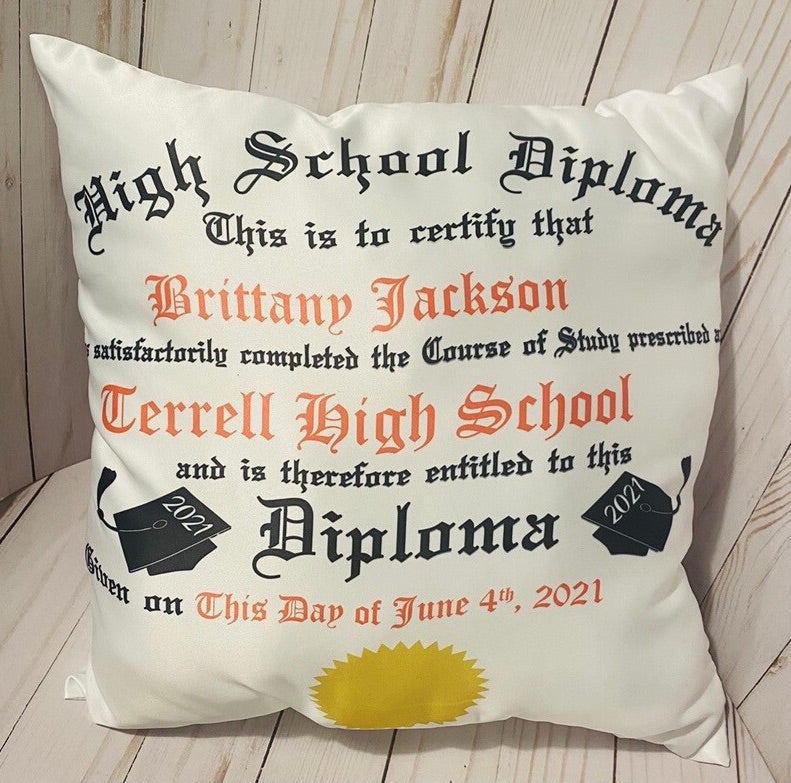 High School Diploma
This is to certify that
Brittany Jackson
satisfactorily completed the Course of Study prescribed
Terrell High School
and is therefore entitled to this
2021
Diploma
2021
Given on This Day of June 4th, 2021